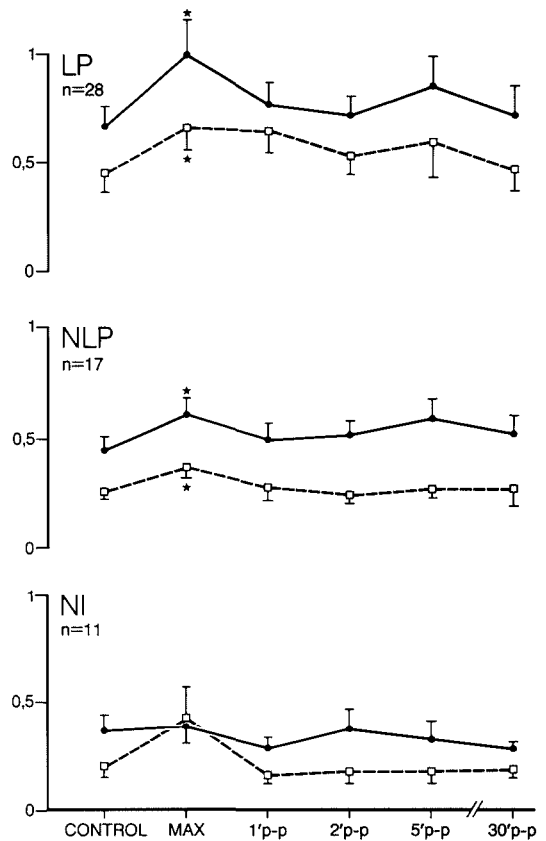 ★
1
LP
n=28
0,5
★
0
1
NLP
n=17
★
0,5
★
0
1
NI
n=11
0,5
0
CONTROL MAX 1'p-p 2'p-p 5'p-p 30'p-p